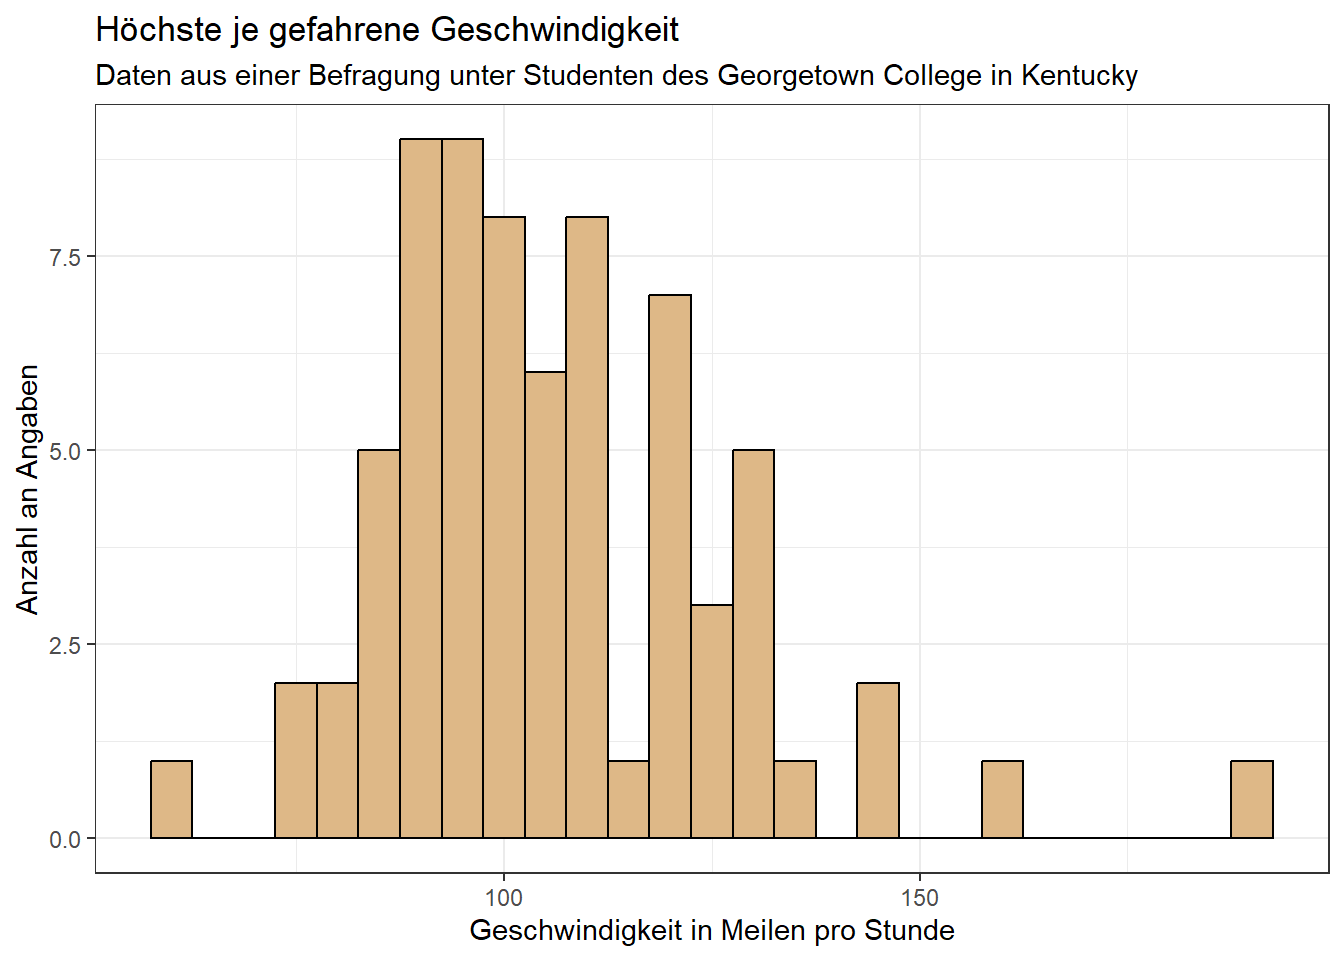 Höchste je gefahrene Geschwindigkeit
Daten aus einer Befragung unter Studenten des Georgetown College in Kentucky
Anzahl an Angaben
7.5
5.0
2.5
0.0
100
150
Geschwindigkeit in Meilen pro Stunde